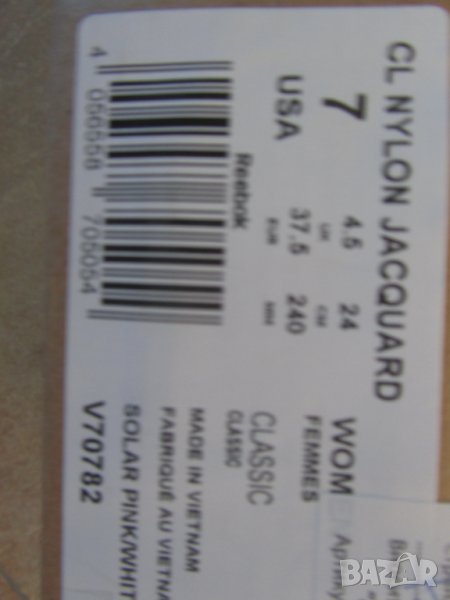 CL NYLON JACQUARD
7 4.5 24
UK CM
USA 37.5 240
EUR MM
Reebok
4 056558 705054
WOM
FEMMES
CLASSIC
CLASSIC
MADE IN VIETNAM
FABRIQUÉ AU VIETNA
SOLAR PINK/WHIT
V70782
BAZAR